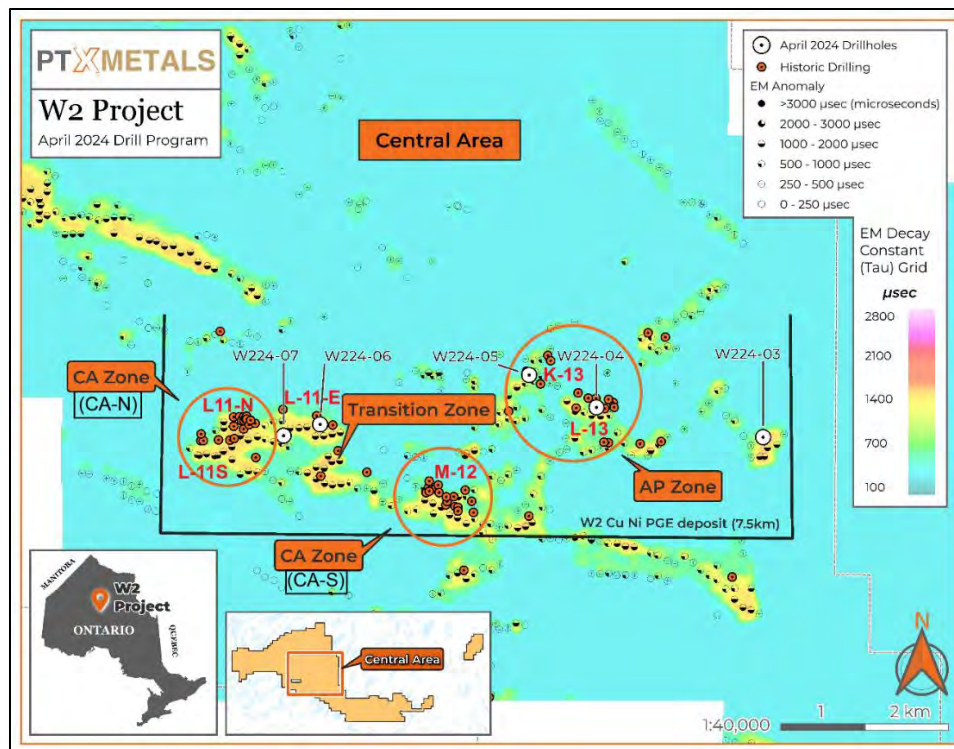 PTXMETALS
W2 Project
April 2024 Drill Program
Central Area
April 2024 Drillholes
Historic Drilling
EM Anomaly
>3000 µsec (microseconds)
2000 - 3000 µsec
1000 - 2000 µsec
500 - 1000 µsec
250 - 500 µsec
0 - 250 µsec
EM Decay
Constant
(Tau) Grid
µsec
2800
2100
1400
700
100
W224-07
W224-06
W224-05
W224-04
W224-03
CA Zone
(CA-N)
L11-N
L-11-E
K-13
Transition Zone
L-13
L-11S
M-12
AP Zone
W2 Cu Ni PGE deposit (7.5km)
CA Zone
(CA-S)
MANITOBA
W2
Project
ONTARIO
QUEBEC
Central Area
N
1:40,000
1
2 km